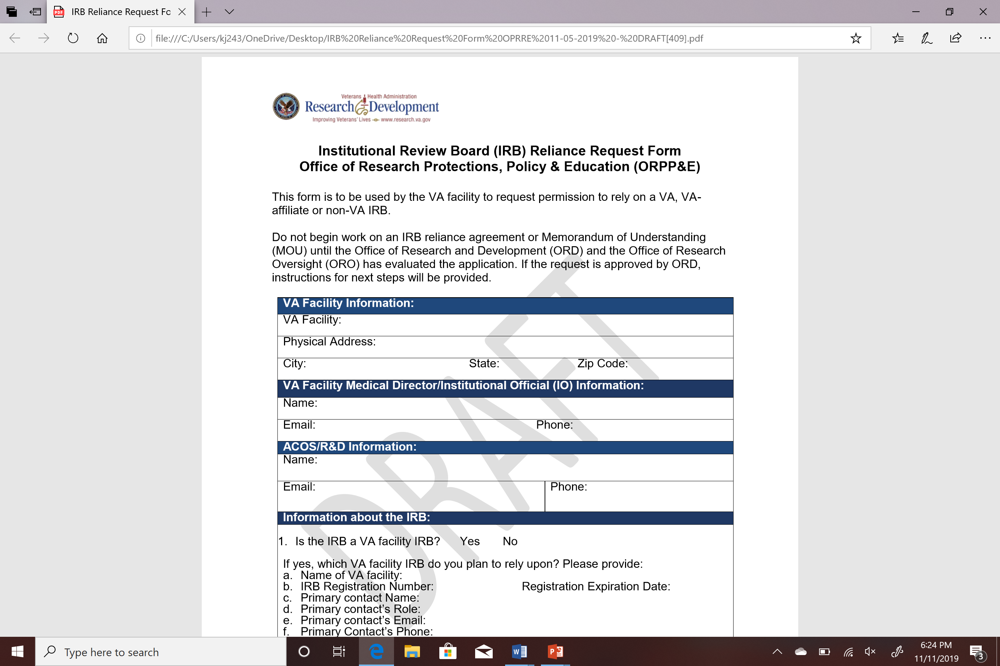 IRB Reliance Request Fo
file:///C:/Users/kj243/OneDrive/Desktop/IRB%20Reliance%20Request%20Form%20OPRRE%2011-05-2019%20-%20DRAFT[409].pdf
Veterans Health Administration
Research Development
Improving Veterans' Lives www.research.va.gov
Institutional Review Board (IRB) Reliance Request Form
Office of Research Protections, Policy & Education (ORPP&E)
This form is to be used by the VA facility to request permission to rely on a VA, VA-
affiliate or non-VA IRB.
Do not begin work on an IRB reliance agreement or Memorandum of Understanding
(MOU) until the Office of Research and Development (ORD) and the Office of Research
Oversight (ORO) has evaluated the application. If the request is approved by ORD,
instructions for next steps will be provided.
DRAFT
VA Facility Information:
VA Facility:
Physical Address:
City: State: Zip Code:
VA Facility Medical Director/Institutional Official (IO) Information:
Name:
Email: Phone:
ACOS/R&D Information:
Name:
Email: Phone:
Information about the IRB:
1. Is the IRB a VA facility IRB? Yes No
If yes, which VA facility IRB do you plan to rely upon? Please provide:
a. Name of VA facility:
b. IRB Registration Number: Registration Expiration Date:
c. Primary contact Name:
d. Primary contact’s Role:
e. Primary contact’s Email:
f. Primary Contact’s Phone:
Type here to search
6:24 PM
11/11/2019
3